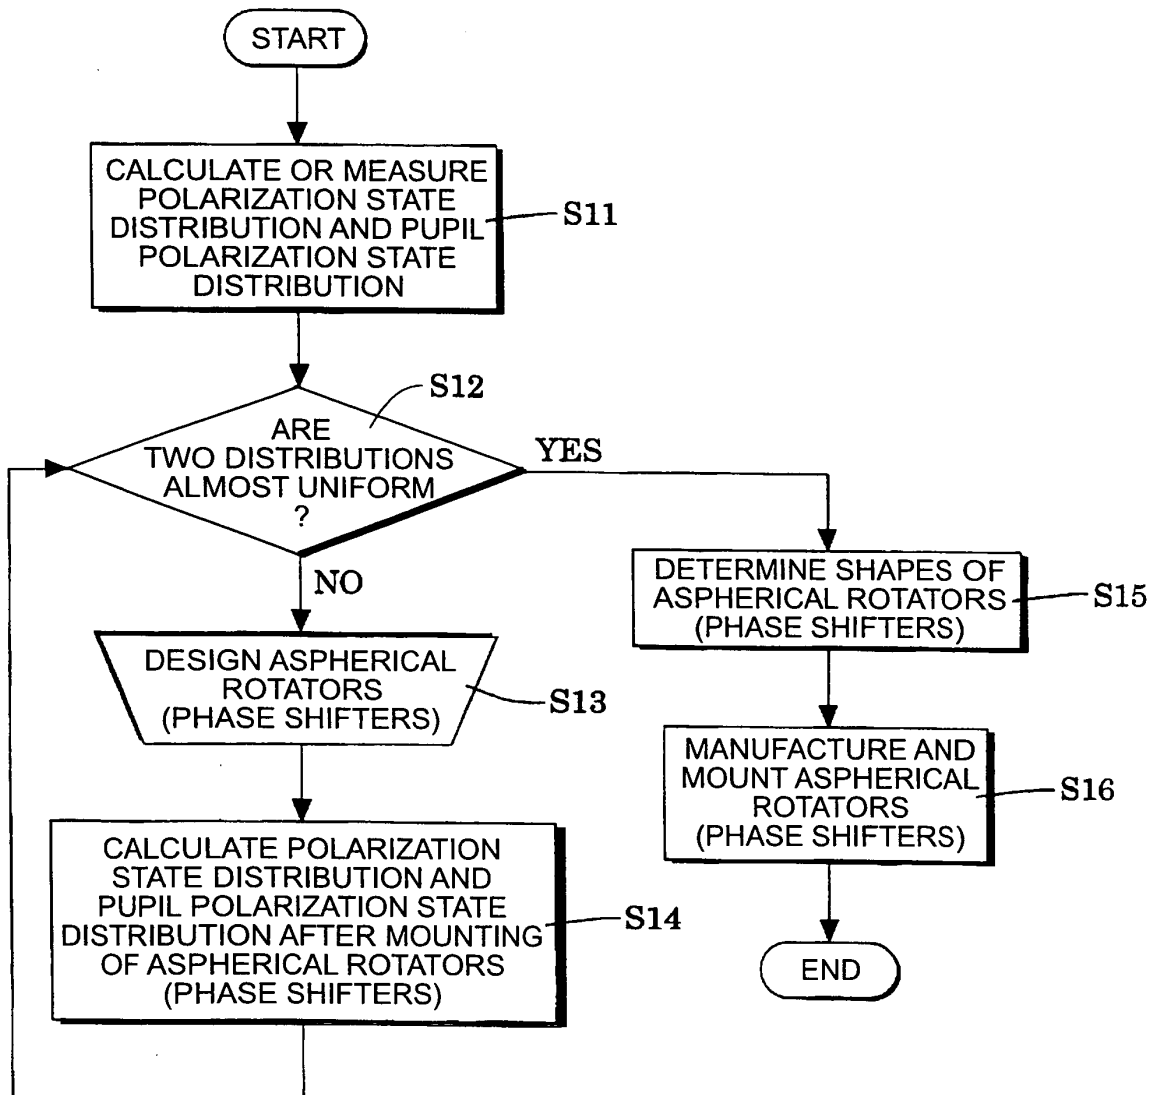 START
CALCULATE OR MEASURE
POLARIZATION STATE
DISTRIBUTION AND PUPIL
POLARIZATION STATE
DISTRIBUTION
S11
S12
ARE
TWO DISTRIBUTIONS
ALMOST UNIFORM
?
YES
NO
DESIGN ASPHERICAL
ROTATORS
(PHASE SHIFTERS)
S13
CALCULATE POLARIZATION
STATE DISTRIBUTION AND
PUPIL POLARIZATION STATE
DISTRIBUTION AFTER MOUNTING
OF ASPHERICAL ROTATORS
(PHASE SHIFTERS)
S14
DETERMINE SHAPES OF
ASPHERICAL ROTATORS
(PHASE SHIFTERS)
S15
MANUFACTURE AND
MOUNT ASPHERICAL
ROTATORS
(PHASE SHIFTERS)
S16
END